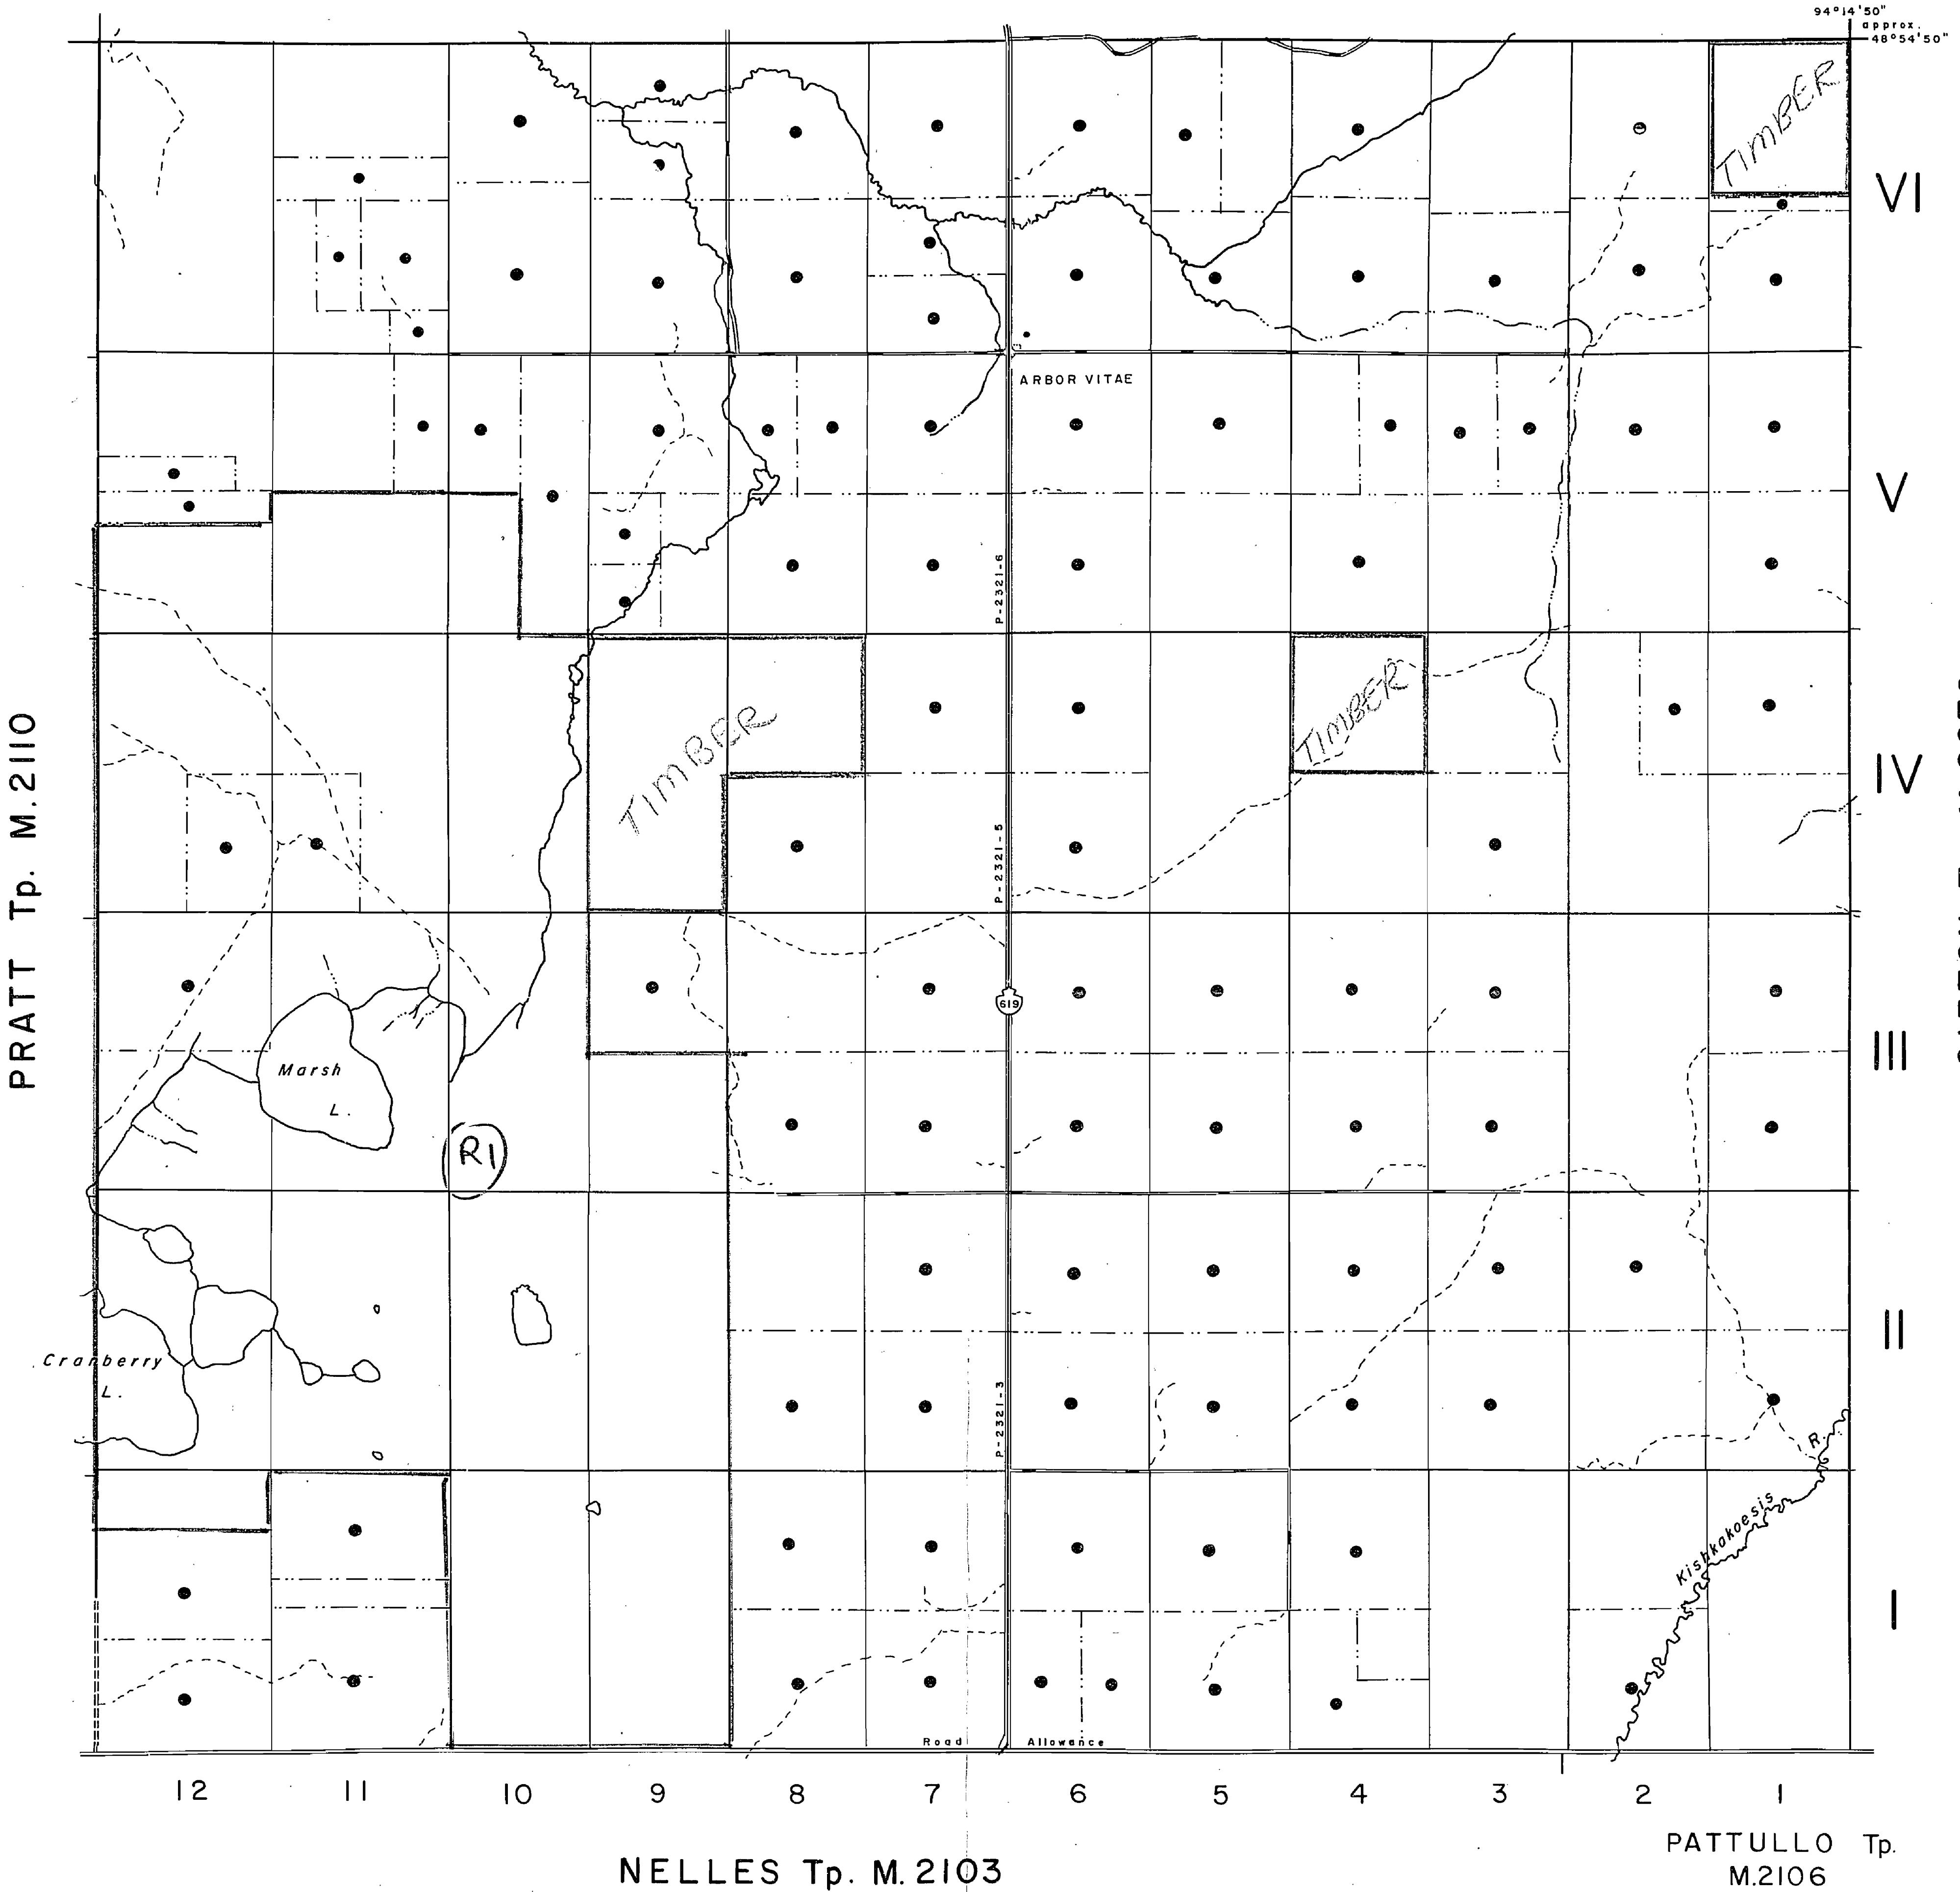 94°14'50"
approx.
48°54'50"
TIMBER
VI
ARBOR VITAE
V
P-2321-6
PRATT Tp. M.2110
TIMBER
TIMBER
IV
P-2321-5
619
III
Marsh
L.
R1
II
Cranberry
L.
P-2321-3
R.
Kishkakoesis
I
Road Allowance
12 11 10 9 8 7 6 5 4 3 2 1
NELLES Tp. M.2103
PATTULLO Tp.
M.2106